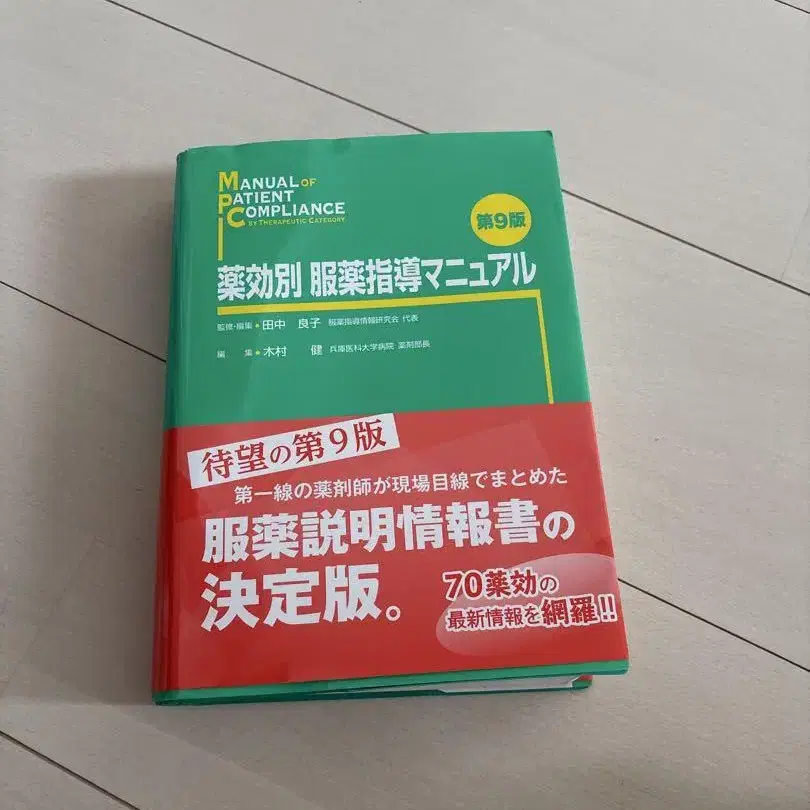 MANUAL OF
PATIENT
COMPLIANCE
BY THERAPEUTIC CATEGORY
第9版
薬効別 服薬指導マニュアル
監修・編集・田中 良子 服薬指導情報研究会 代表
編 集・木村 健 兵庫医科大学病院 薬剤部長
待望の第9版
第一線の薬剤師が現場目線でまとめた
服薬説明情報書の
決定版。
70薬効の
最新情報を網羅!!